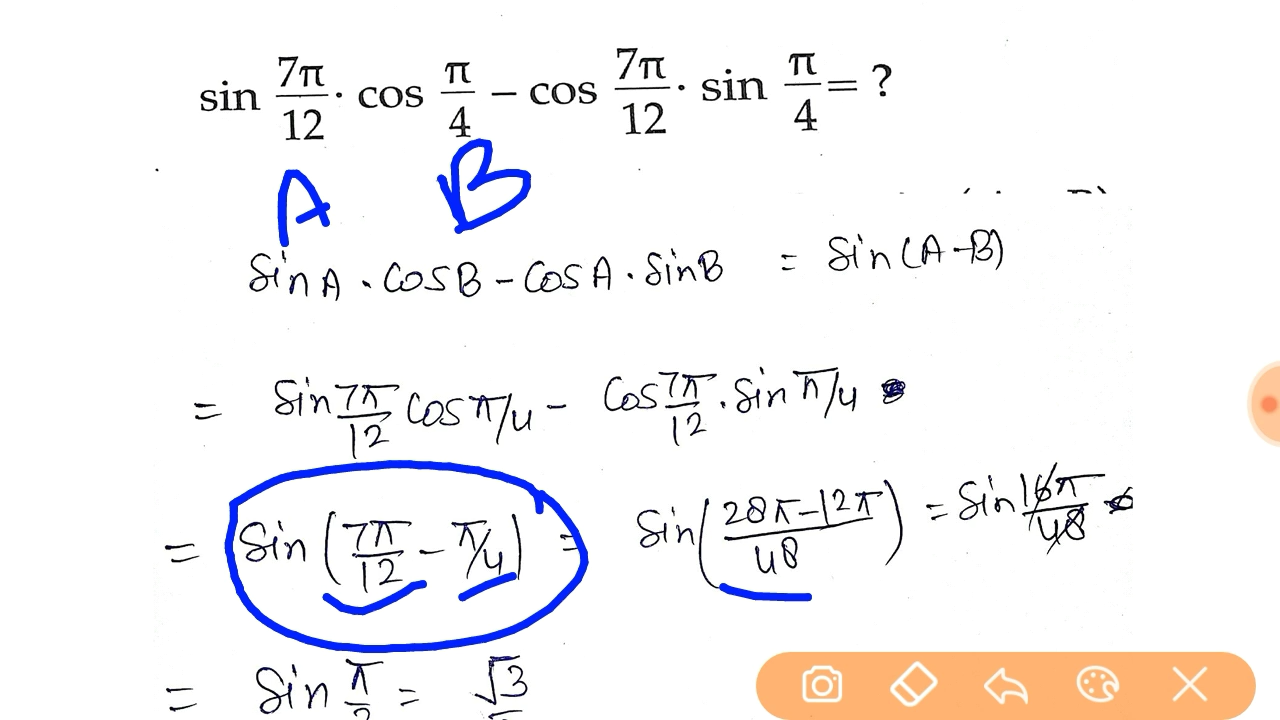 sin 7π/12 · cos π/4 − cos 7π/12 · sin π/4 = ?
A B
Sin A · Cos B − Cos A · Sin B = Sin (A−B)
= Sin 7π/12 Cos π/4 − Cos 7π/12 · Sin π/4
= Sin (7π/12 − π/4) = Sin (28π−12π/48) = Sin 16π/48
= Sin π/ = √3